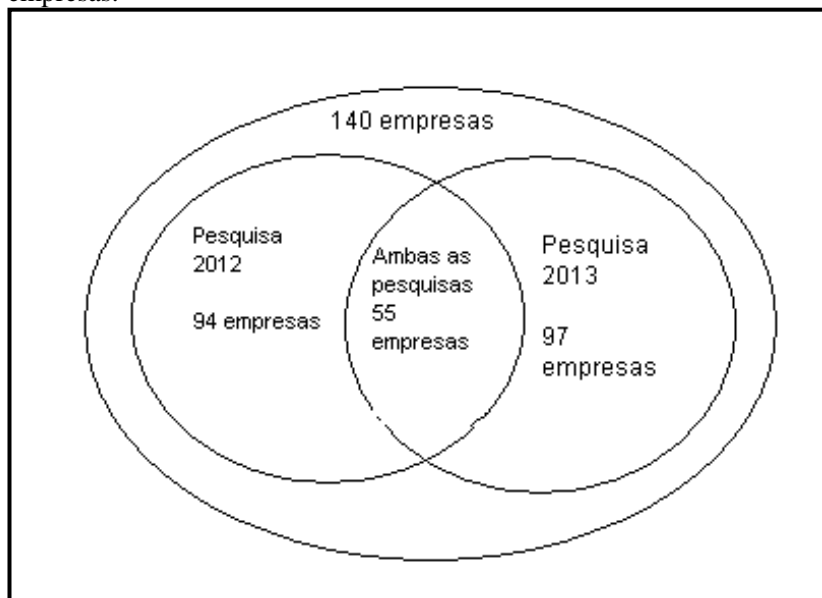 empresas.
140 empresas
Pesquisa
2012
94 empresas
Ambas as
pesquisas
55
empresas
Pesquisa
2013
97
empresas